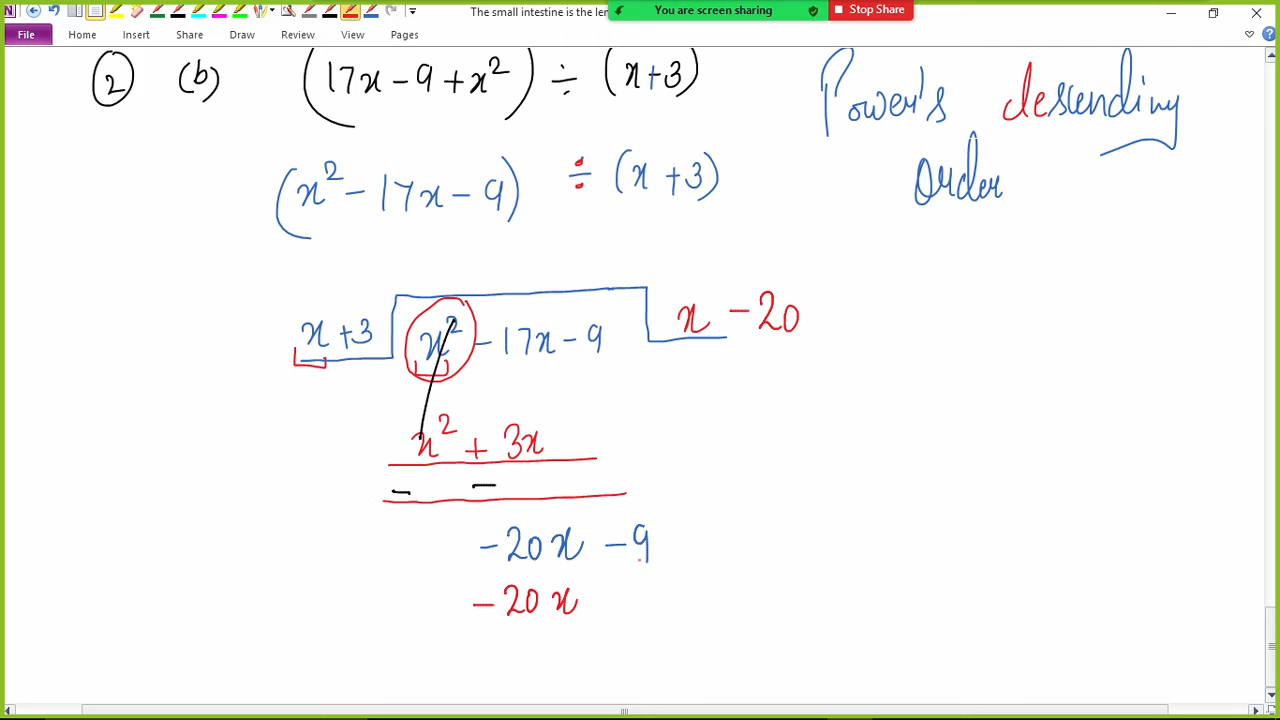 The small intestine is the ler
You are screen sharing
Stop Share
File Home Insert Share Draw Review View Pages
2 (b) (17x - 9 + x²) ÷ (x+3)
Power's descending
order
(x² - 17x - 9) ÷ (x + 3)
x + 3 x² - 17x - 9 x - 20
x² + 3x
- -
- 20x - 9
- 20x